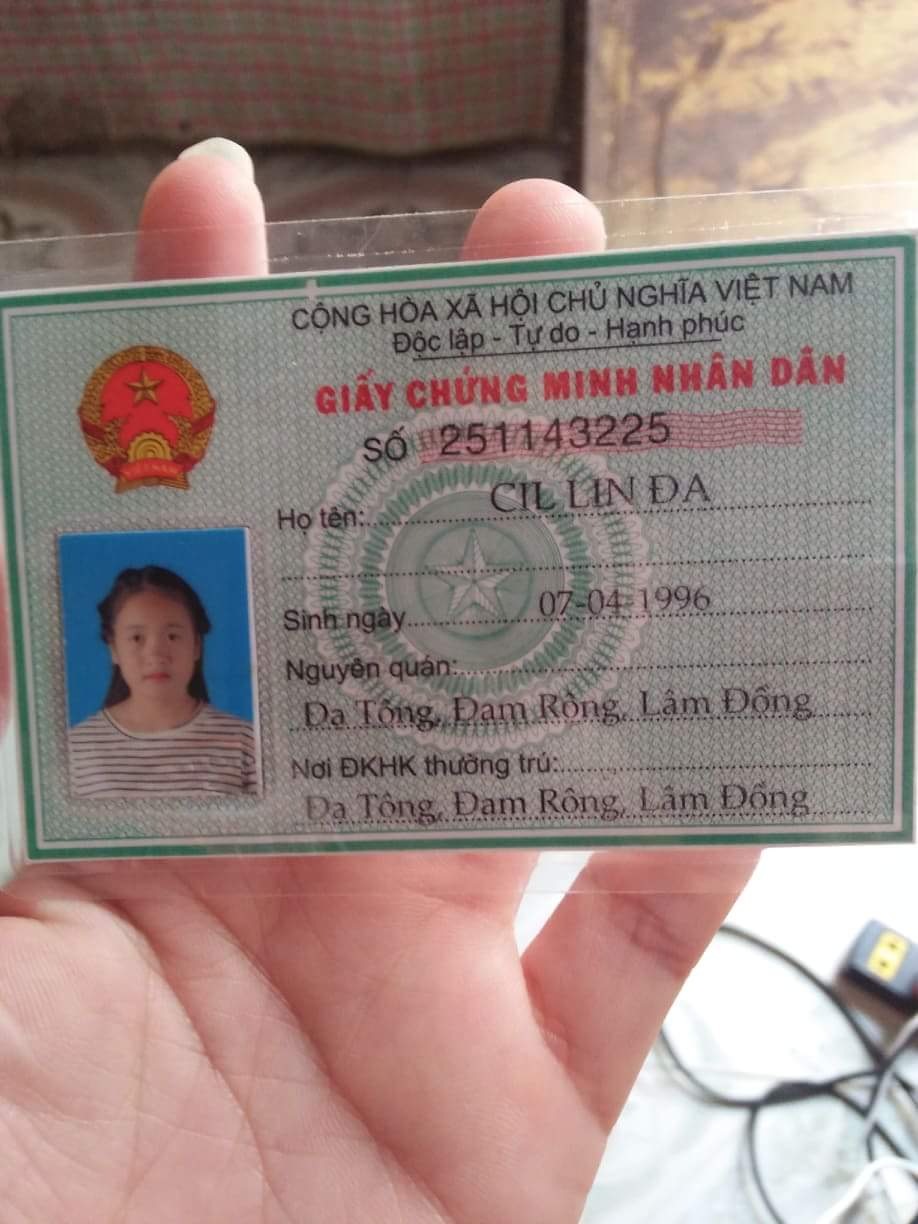 CỘNG HÒA XÃ HỘI CHỦ NGHĨA VIỆT NAM
Độc lập - Tự do - Hạnh phúc
GIẤY CHỨNG MINH NHÂN DÂN
SỐ 251143225
Họ tên: CIL LIN ĐA
Sinh ngày 07-04-1996
Nguyên quán:
Đạ Tông, Đam Rông, Lâm Đồng
Nơi ĐKHK thường trú:
Đạ Tông, Đam Rông, Lâm Đồng